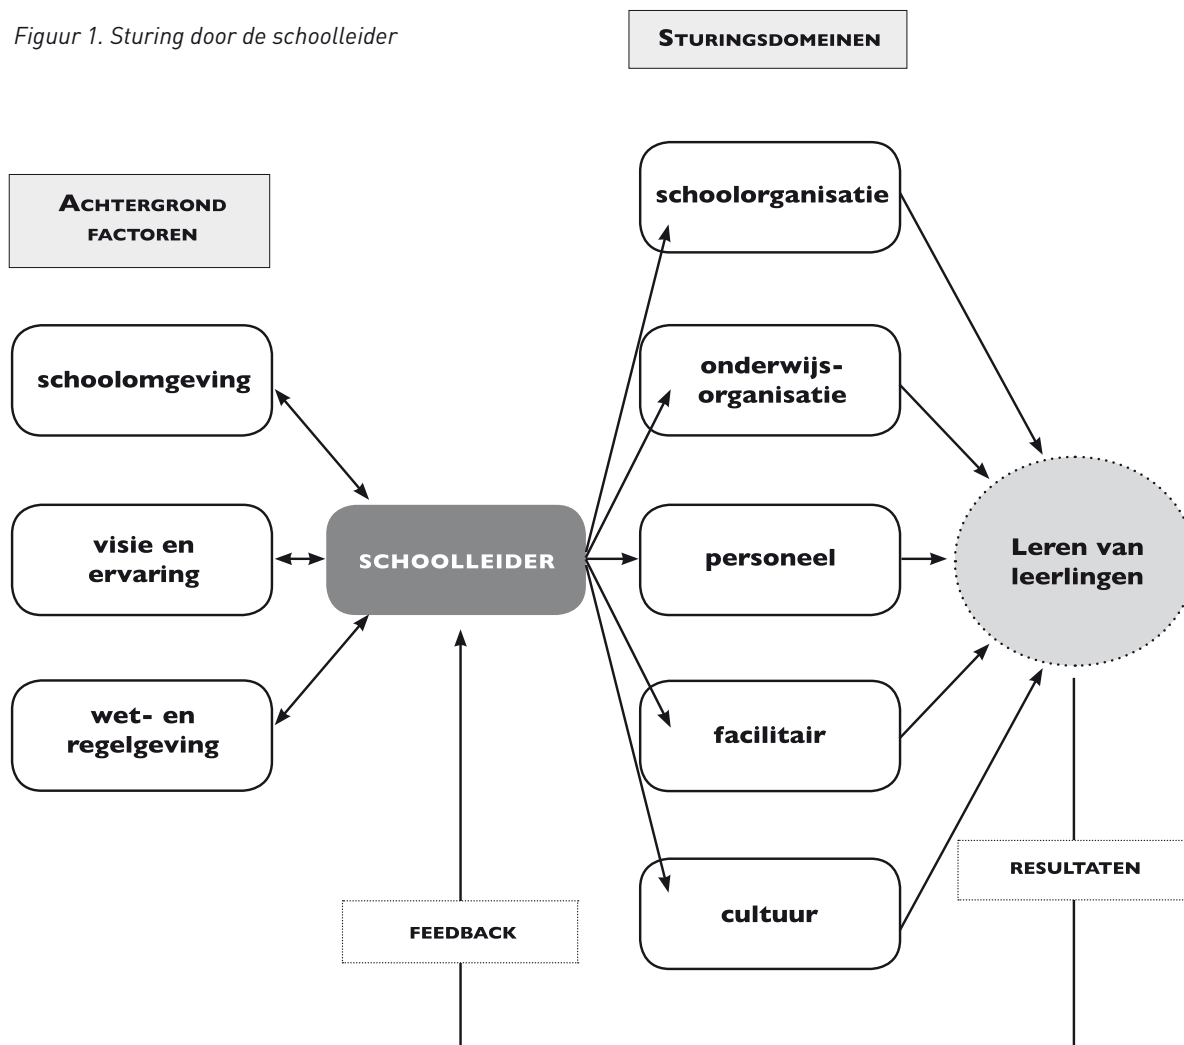 Figuur 1. Sturing door de schoolleider
STURINGSDOMEINEN
ACHTERGROND
FACTOREN
schoolomgeving
visie en
ervaring
wet- en
regelgeving
SCHOOLLEIDER
schoolorganisatie
onderwijs-
organisatie
personeel
facilitair
cultuur
Leren van
leerlingen
RESULTATEN
FEEDBACK